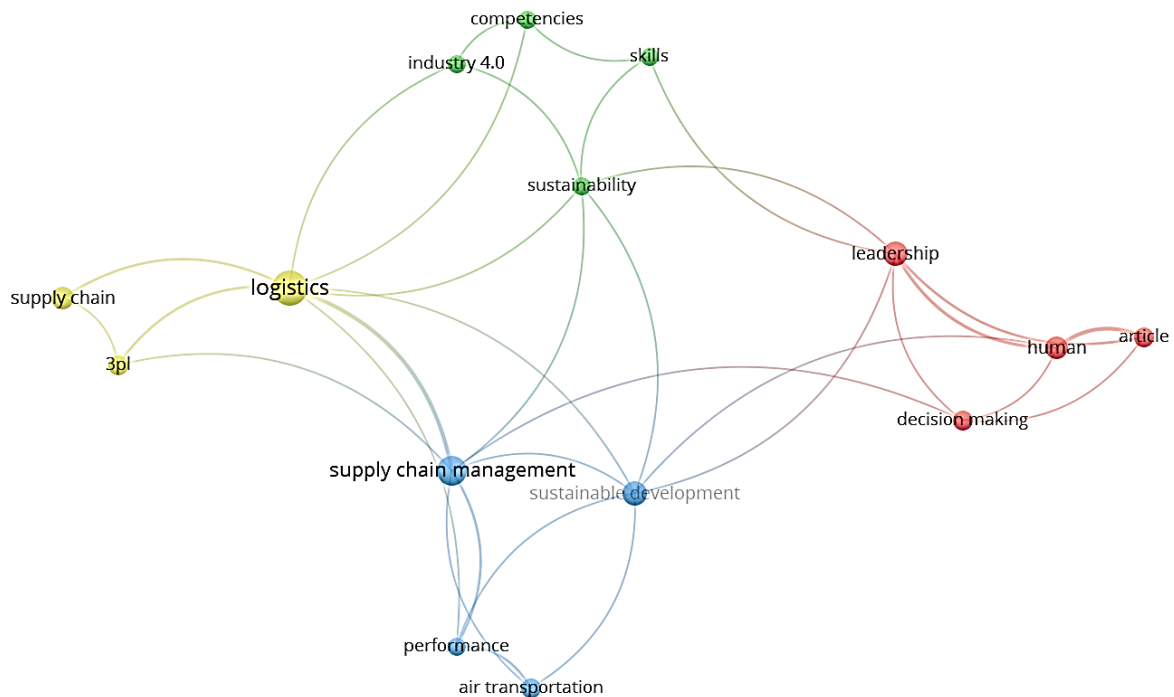 competencies
industry 4.0
skills
sustainability
leadership
logistics
supply chain
article
human
3pl
decision making
supply chain management
sustainable development
performance
air transportation